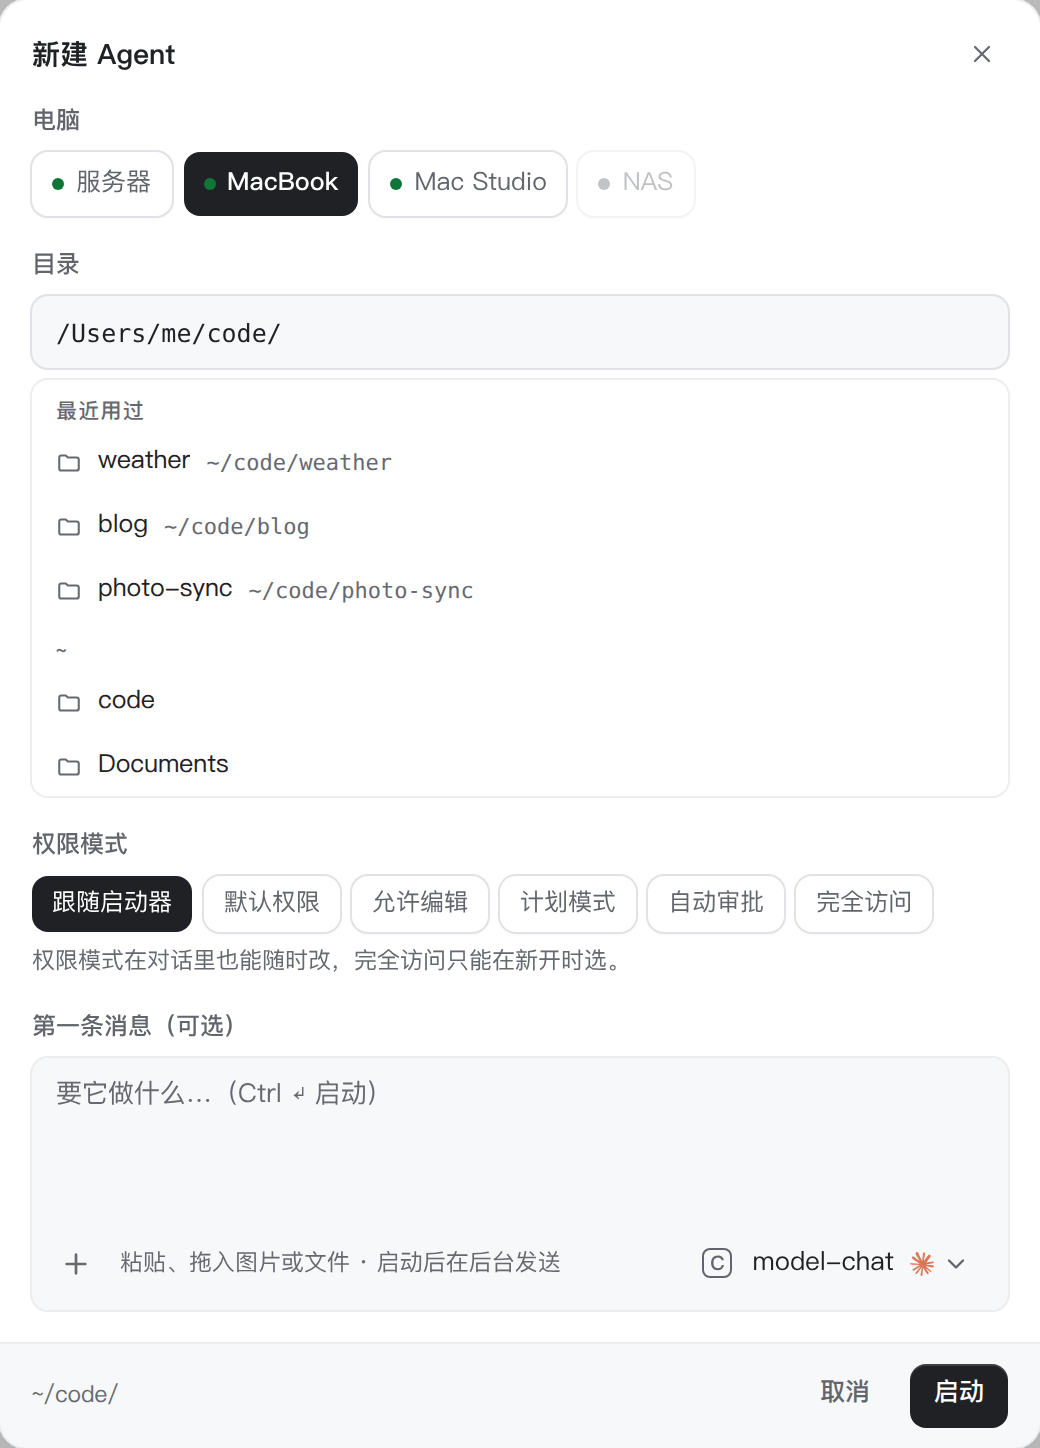 新建 Agent
电脑
服务器 MacBook Mac Studio NAS
目录
/Users/me/code/
最近用过
weather ~/code/weather
blog ~/code/blog
photo-sync ~/code/photo-sync
~
code
Documents
权限模式
跟随启动器 默认权限 允许编辑 计划模式 自动审批 完全访问
权限模式在对话里也能随时改，完全访问只能在新开时选。
第一条消息（可选）
要它做什么…（Ctrl ↲ 启动）
粘贴、拖入图片或文件 · 启动后在后台发送 C model-chat
~/code/ 取消 启动